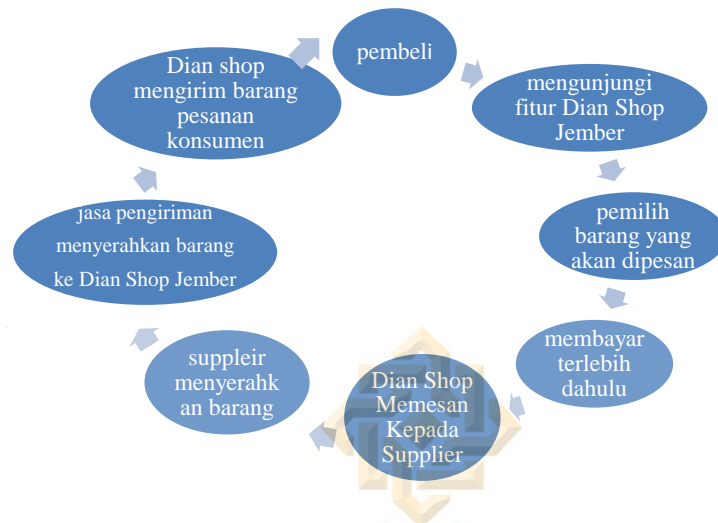 pembeli
mengunjungi
fitur Dian Shop
Jember
pemilih
barang yang
akan dipesan
membayar
terlebih
dahulu
Dian Shop
Memesan
Kepada
Supplier
suppleir
menyerahk
an barang
jasa pengiriman
menyerahkan barang
ke Dian Shop Jember
Dian shop
mengirim barang
pesanan
konsumen